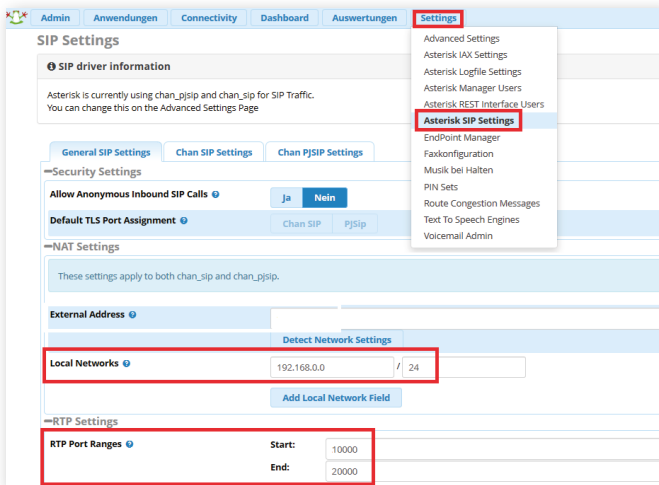 Admin Anwendungen Connectivity Dashboard Auswertungen Settings
SIP Settings
SIP driver information
Asterisk is currently using chan_pjsip and chan_sip for SIP Traffic.
You can change this on the Advanced Settings Page
Advanced Settings
Asterisk IAX Settings
Asterisk Logfile Settings
Asterisk Manager Users
Asterisk REST Interface Users
Asterisk SIP Settings
EndPoint Manager
Faxkonfiguration
Musik bei Halten
PIN Sets
Route Congestion Messages
Text To Speech Engines
Voicemail Admin
General SIP Settings Chan SIP Settings Chan PJSIP Settings
Security Settings
Allow Anonymous Inbound SIP Calls Ja Nein
Default TLS Port Assignment Chan SIP PJSip
NAT Settings
These settings apply to both chan_sip and chan_pjsip.
External Address
Detect Network Settings
Local Networks 192.168.0.0 / 24
Add Local Network Field
RTP Settings
RTP Port Ranges Start: 10000
End: 20000